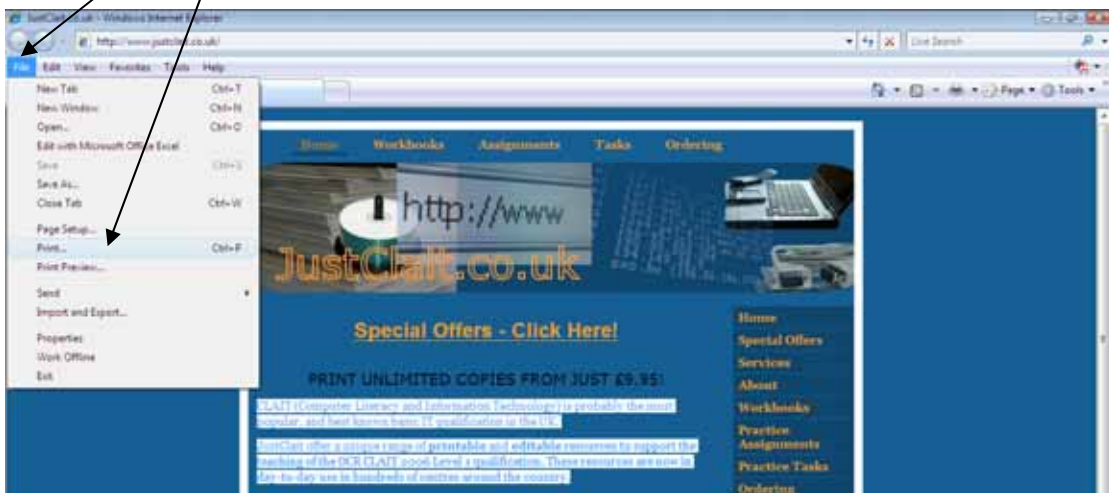 JustClait.co.uk - Windows Internet Explorer
http://www.justclait.co.uk/
Live Search
File Edit View Favorites Tools Help
New Tab Ctrl+T
New Window Ctrl+N
Open... Ctrl+O
Edit with Microsoft Office Excel
Save Ctrl+S
Save As...
Close Tab Ctrl+W
Page Setup...
Print... Ctrl+P
Print Preview...
Send
Import and Export...
Properties
Work Offline
Exit
Page Tools
Home Workbooks Assignments Tasks Ordering
http://www
JustClait.co.uk
Special Offers - Click Here!
PRINT UNLIMITED COPIES FROM JUST £9.95!
CLAIT (Computer Literacy and Information Technology) is probably the most
popular, and best known basic IT qualification in the UK.
JustClait offer a unique range of printable and editable resources to support the
teaching of the OCR CLAIT 2006 Level 1 qualification. These resources are now in
day-to-day use in hundreds of centres around the country.
Home
Special Offers
Services
About
Workbooks
Practice
Assignments
Practice Tasks
Ordering